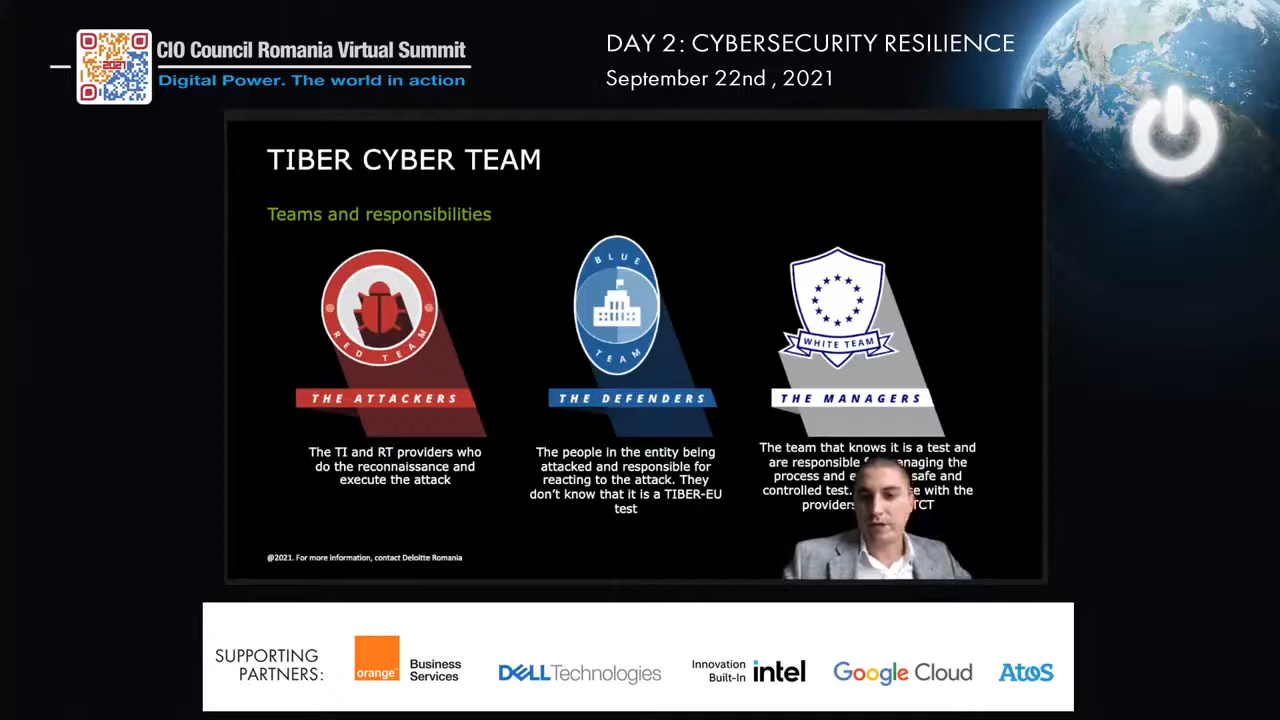 2021
CIO Council Romania Virtual Summit
Digital Power. The world in action
DAY 2: CYBERSECURITY RESILIENCE
September 22nd , 2021
TIBER CYBER TEAM
Teams and responsibilities
RED TEAM
BLUE
TEAM
WHITE TEAM
THE ATTACKERS
THE DEFENDERS
THE MANAGERS
The TI and RT providers who
do the reconnaissance and
execute the attack
The people in the entity being
attacked and responsible for
reacting to the attack. They
don't know that it is a TIBER-EU
test
The team that knows it is a test and
are responsible managing the
process and safe and
controlled test. with the
providers TCT
@2021. For more information, contact Deloitte Romania
SUPPORTING
PARTNERS:
orange™
Business
Services
DELL Technologies
Innovation
Built-In
intel
Google Cloud
Atos